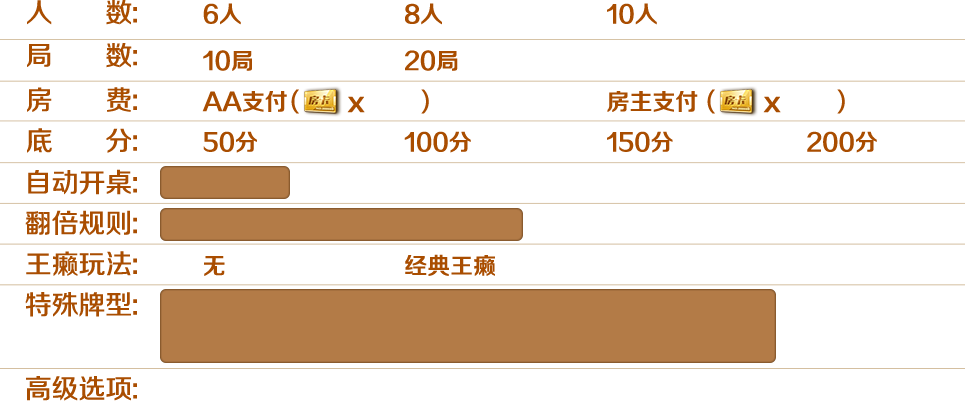 人 数: 6人 8人 10人
局 数: 10局 20局
房 费: AA支付(房卡 x ) 房主支付 (房卡 x )
底 分: 50分 100分 150分 200分
自动开桌:
翻倍规则:
王癞玩法: 无 经典王癞
特殊牌型:
高级选项: